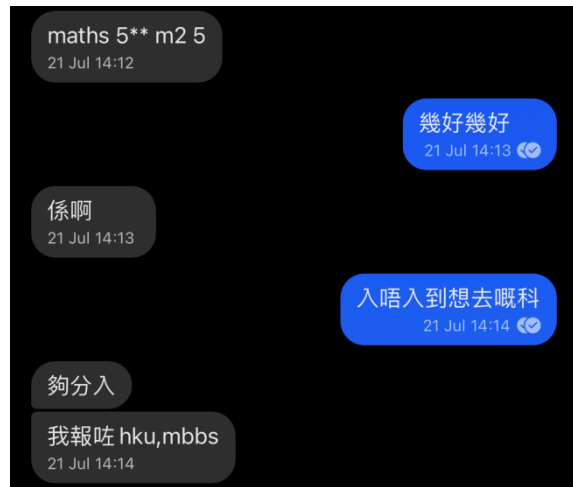 maths 5** m2 5
21 Jul 14:12
幾好幾好
21 Jul 14:13
係啊
21 Jul 14:13
入唔入到想去嘅科
21 Jul 14:14
夠分入
我報咗 hku,mbbs
21 Jul 14:14